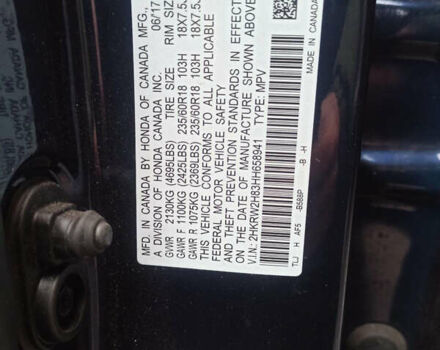 MFD. IN CANADA BY HONDA OF CANADA MFG.,
A DIVISION OF HONDA CANADA INC. 06/17
GVWR 2130KG (4695LBS) TIRE SIZE RIM SIZE
GAWR F 1100KG (2425LBS) 235/60R18 103H 18X7.5
GAWR R 1075KG (2369LBS) 235/60R18 103H 18X7.5
THIS VEHICLE CONFORMS TO ALL APPLICABLE
FEDERAL MOTOR VEHICLE SAFETY
AND THEFT PREVENTION STANDARDS IN EFFECT
ON THE DATE OF MANUFACTURE SHOWN ABOVE
V.I.N: 2HKRW2H83HH658941 TYPE: MPV
TLJ H AF5 -B588P -B -H
MADE IN CANADA